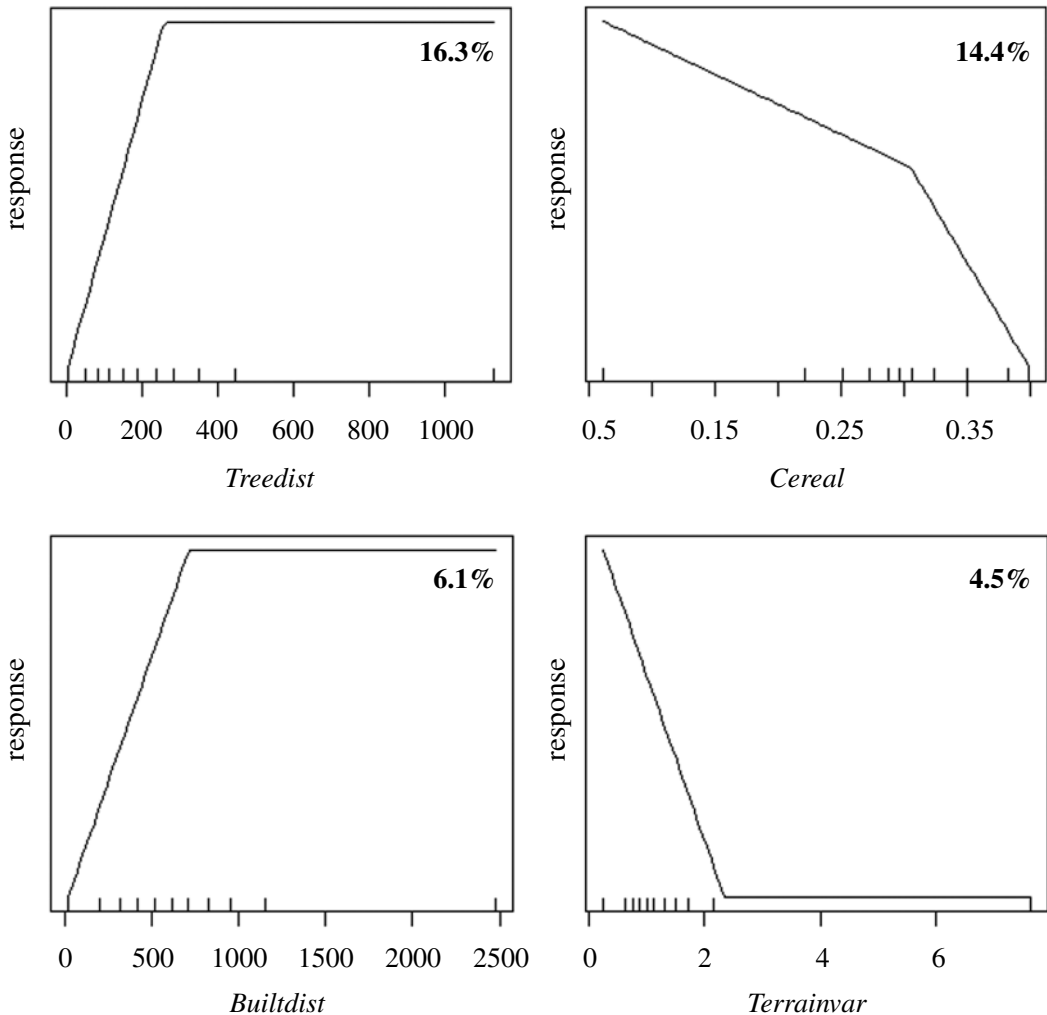 16.3%
response
0 200 400 600 800 1000
Treedist
14.4%
response
0.5 0.15 0.25 0.35
Cereal
6.1%
response
0 500 1000 1500 2000 2500
Builtdist
4.5%
response
0 2 4 6
Terrainvar